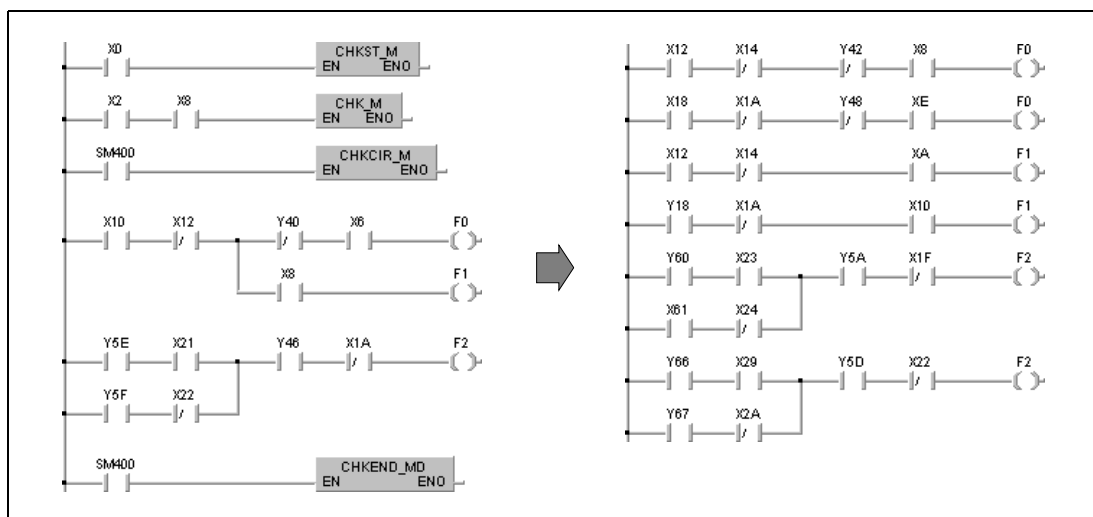 X0
CHKST_M
EN ENO
X2 X8
CHK_M
EN ENO
SM400
CHKCIR_M
EN ENO
X10 X12 Y40 X6 F0
X8 F1
Y5E X21 Y46 X1A F2
Y5F X22
SM400
CHKEND_MD
EN ENO
X12 X14 Y42 X8 F0
X18 X1A Y48 XE F0
X12 X14 XA F1
Y18 X1A X10 F1
Y60 X23 Y5A X1F F2
X61 X24
Y66 X29 Y5D X22 F2
Y67 X2A